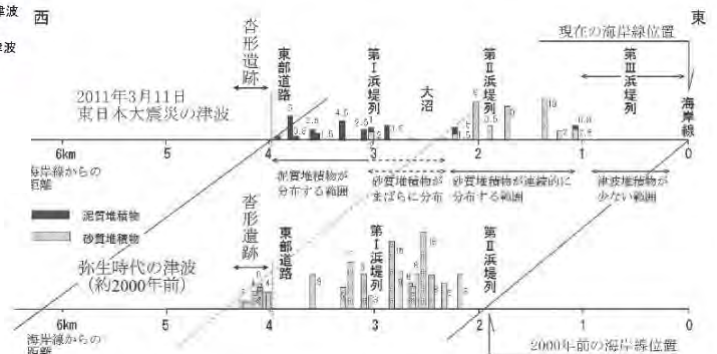 津波
西
東
津波
沓形遺跡
現在の海岸線位置
東部道路
第Ⅰ浜堤列
大沼
第Ⅱ浜堤列
第Ⅲ浜堤列
海岸線
2011年3月11日
東日本大震災の津波
6km 5 4 3 2 1 0
海岸線からの
距離
泥質堆積物が
分布する範囲
砂質堆積物が
まばらに分布
砂質堆積物が連続的に
分布する範囲
津波堆積物が
少ない範囲
泥質堆積物
砂質堆積物
沓形遺跡
東部道路
第Ⅰ浜堤列
第Ⅱ浜堤列
弥生時代の津波
(約2000年前)
6km 5 4 3 2 1 0
海岸線からの
距離
2000年前の海岸線位置